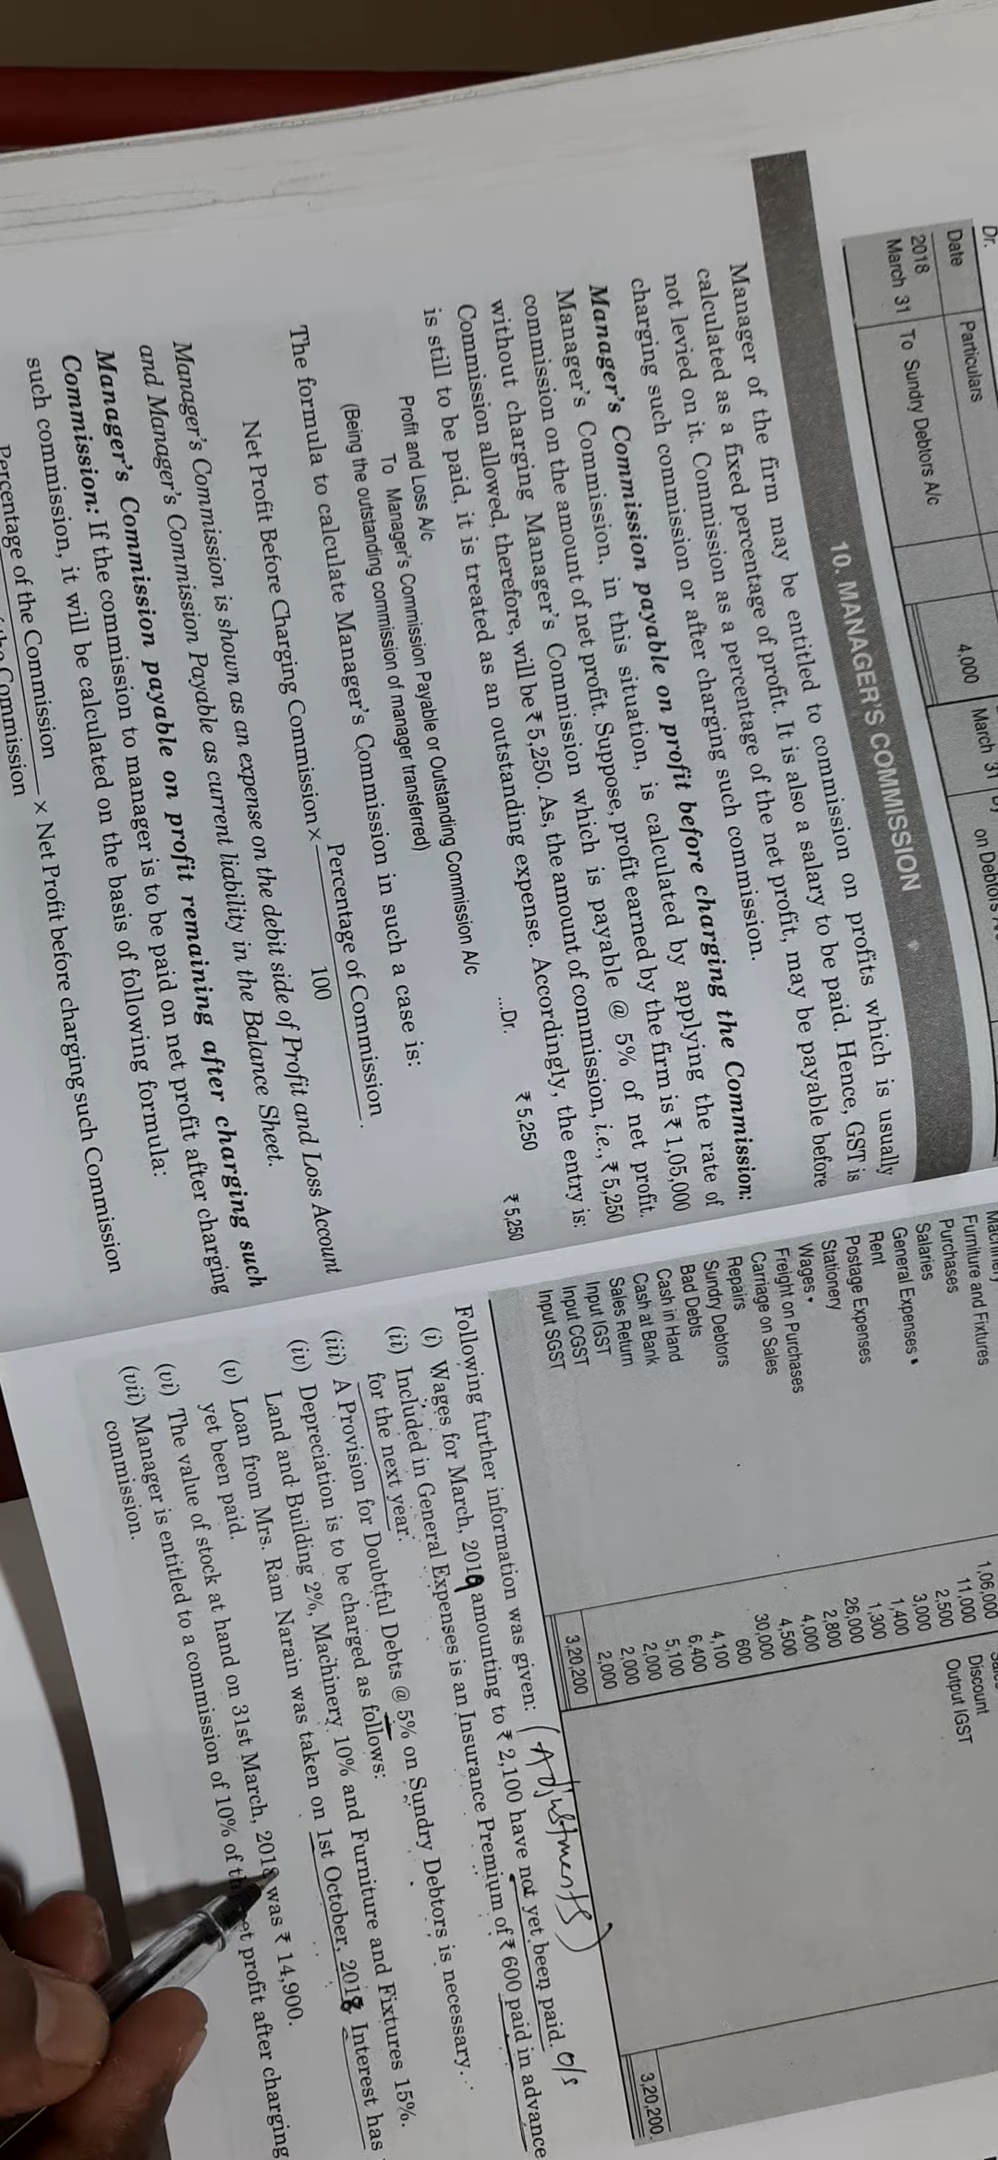 Dr.
Date Particulars
2018
March 31 To Sundry Debtors A/c 4,000 March 31 on Debtors
10. MANAGER'S COMMISSION
Manager of the firm may be entitled to commission on profits which is usually
calculated as a fixed percentage of profit. It is also a salary to be paid. Hence, GST is
not levied on it. Commission as a percentage of the net profit, may be payable before
charging such commission or after charging such commission.
Manager's Commission payable on profit before charging the Commission:
Manager's Commission, in this situation, is calculated by applying the rate of
commission on the amount of net profit. Suppose, profit earned by the firm is ₹ 1,05,000
without charging Manager's Commission which is payable @ 5% of net profit.
Commission allowed, therefore, will be ₹ 5,250. As, the amount of commission, i.e., ₹ 5,250
is still to be paid, it is treated as an outstanding expense. Accordingly, the entry is:
Profit and Loss A/c ...Dr. ₹ 5,250
To Manager's Commission Payable or Outstanding Commission A/c ₹ 5,250
(Being the outstanding commission of manager transferred)
The formula to calculate Manager's Commission in such a case is:
Net Profit Before Charging Commission × Percentage of Commission
100 .
Manager's Commission is shown as an expense on the debit side of Profit and Loss Account
and Manager's Commission Payable as current liability in the Balance Sheet.
Manager's Commission payable on profit remaining after charging such
Commission: If the commission to manager is to be paid on net profit after charging
such commission, it will be calculated on the basis of following formula:
Percentage of the Commission × Net Profit before charging such Commission
Commission
Machinery 1,06,000
Furniture and Fixtures 11,000 Discount
Purchases 2,500 Output IGST
Salaries 3,000
General Expenses 1,400
Rent 1,300
Postage Expenses 26,000
Stationery 2,800
Wages 4,000
Freight on Purchases 4,500
Carriage on Sales 30,000
Repairs 600
Sundry Debtors 4,100
Bad Debts 6,400
Cash in Hand 5,100
Cash at Bank 2,000
Sales Return 2,000
Input IGST 2,000
Input CGST
Input SGST
3,20,200 3,20,200
Following further information was given: (Adjustments)
(i) Wages for March, 2019 amounting to ₹ 2,100 have not yet been paid. o/s
(ii) Included in General Expenses is an Insurance Premium of ₹ 600 paid in advance
for the next year.
(iii) A Provision for Doubtful Debts @ 5% on Sundry Debtors is necessary.
(iv) Depreciation is to be charged as follows:
Land and Building 2%, Machinery 10% and Furniture and Fixtures 15%.
(v) Loan from Mrs. Ram Narain was taken on 1st October, 2018. Interest has
yet been paid.
(vi) The value of stock at hand on 31st March, was ₹ 14,900.
(vii) Manager is entitled to a commission of 10% of profit after charging
commission.